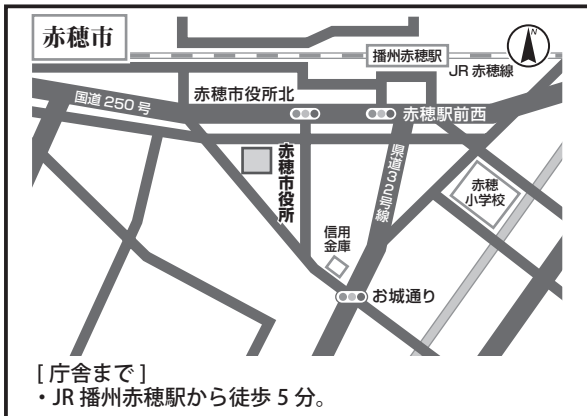 赤穂市
播州赤穂駅
N
JR 赤穂線
国道250号
赤穂市役所北
赤穂駅前西
赤穂市役所
県道32号線
赤穂
小学校
信用
金庫
お城通り
[ 庁舎まで ]
・JR 播州赤穂駅から徒歩 5 分。